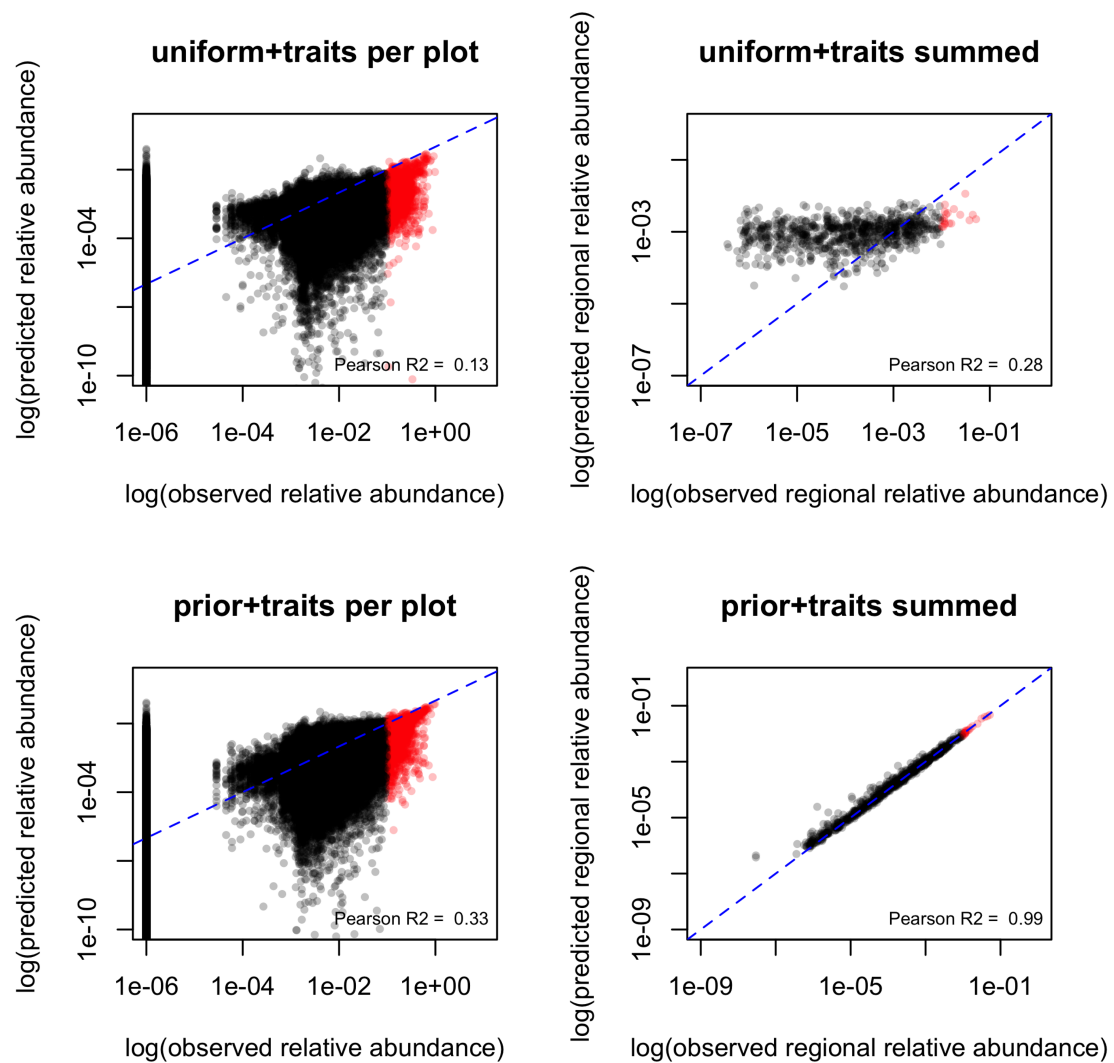 uniform+traits per plot
log(predicted relative abundance)
1e-04
1e-10
Pearson R2 = 0.13
1e-06 1e-04 1e-02 1e+00
log(observed relative abundance)
uniform+traits summed
log(predicted regional relative abundance)
1e-03
1e-07
Pearson R2 = 0.28
1e-07 1e-05 1e-03 1e-01
log(observed regional relative abundance)
prior+traits per plot
log(predicted relative abundance)
1e-04
1e-10
Pearson R2 = 0.33
1e-06 1e-04 1e-02 1e+00
log(observed relative abundance)
prior+traits summed
log(predicted regional relative abundance)
1e-01
1e-05
1e-09
Pearson R2 = 0.99
1e-09 1e-05 1e-01
log(observed regional relative abundance)